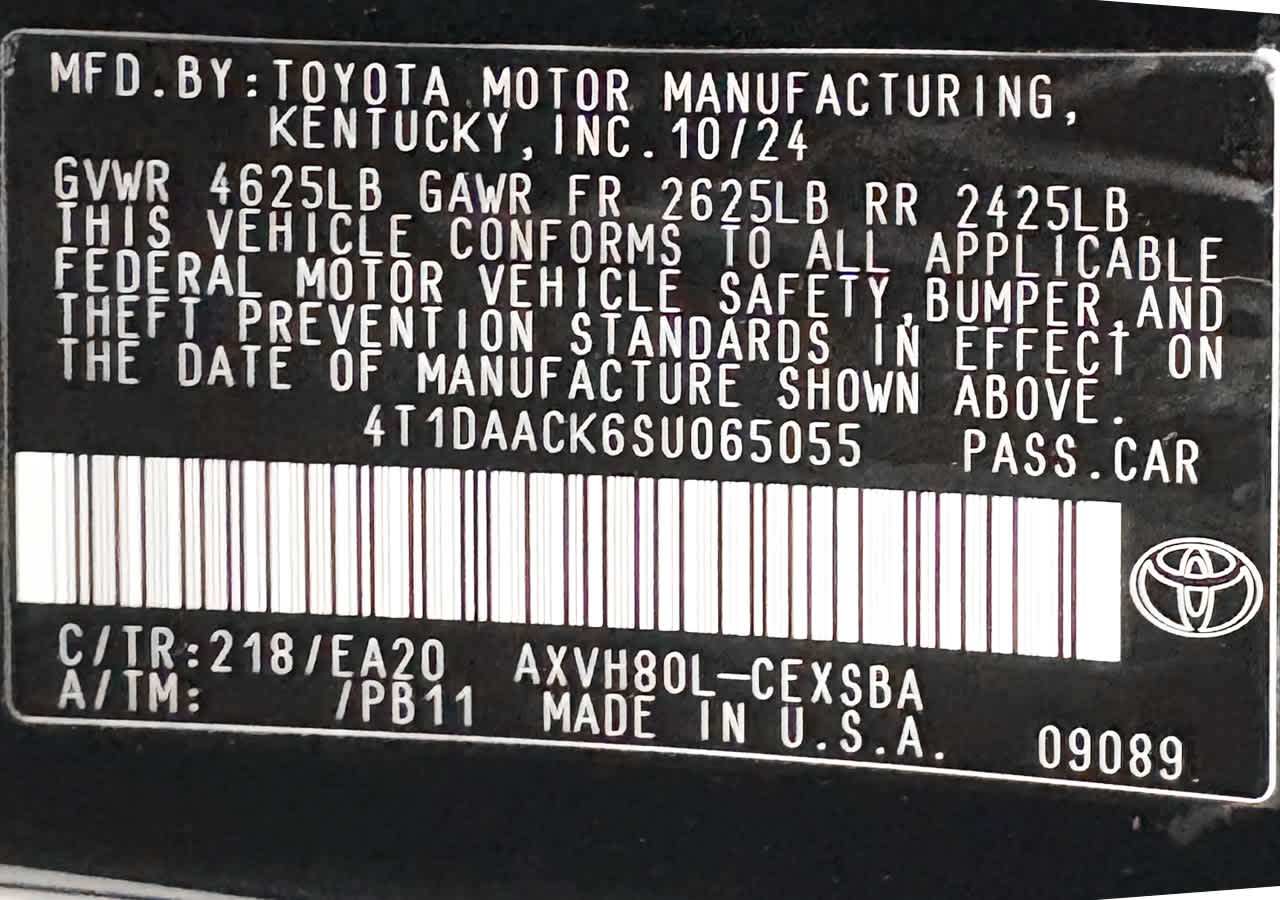 MFD.BY:TOYOTA MOTOR MANUFACTURING,
KENTUCKY,INC.10/24
GVWR 4625LB GAWR FR 2625LB RR 2425LB
THIS VEHICLE CONFORMS TO ALL APPLICABLE
FEDERAL MOTOR VEHICLE SAFETY,BUMPER,AND
THEFT PREVENTION STANDARDS IN EFFECT ON
THE DATE OF MANUFACTURE SHOWN ABOVE.
4T1DAACK6SU065055 PASS.CAR
C/TR:218/EA20 AXVH80L-CEXSBA
A/TM: /PB11 MADE IN U.S.A. 09089